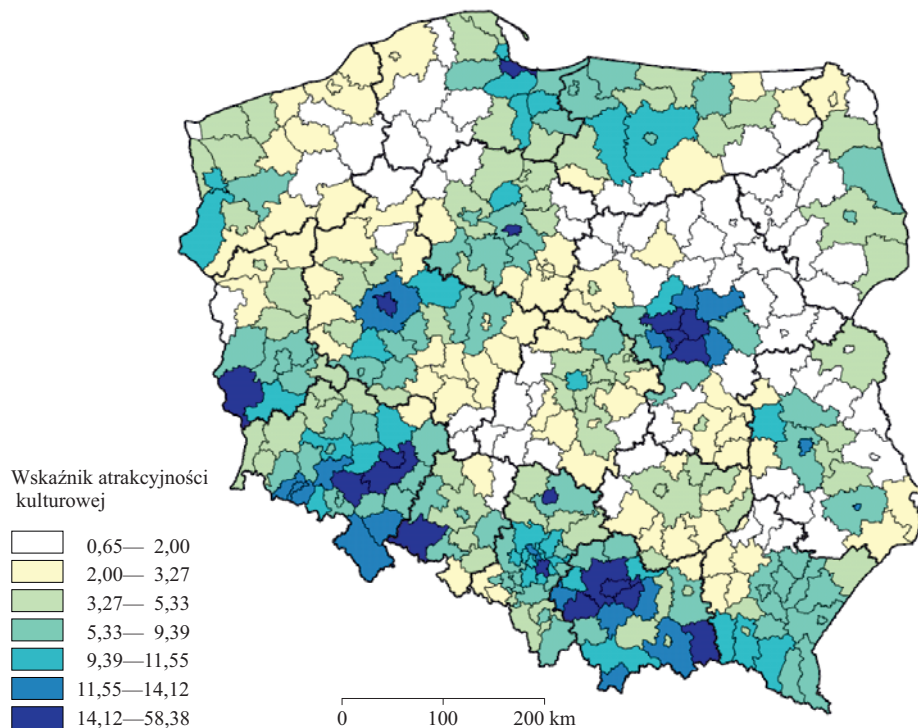 Wskaźnik atrakcyjności
kulturowej
0,65— 2,00
2,00— 3,27
3,27— 5,33
5,33— 9,39
9,39—11,55
11,55—14,12
14,12—58,38
0 100 200 km